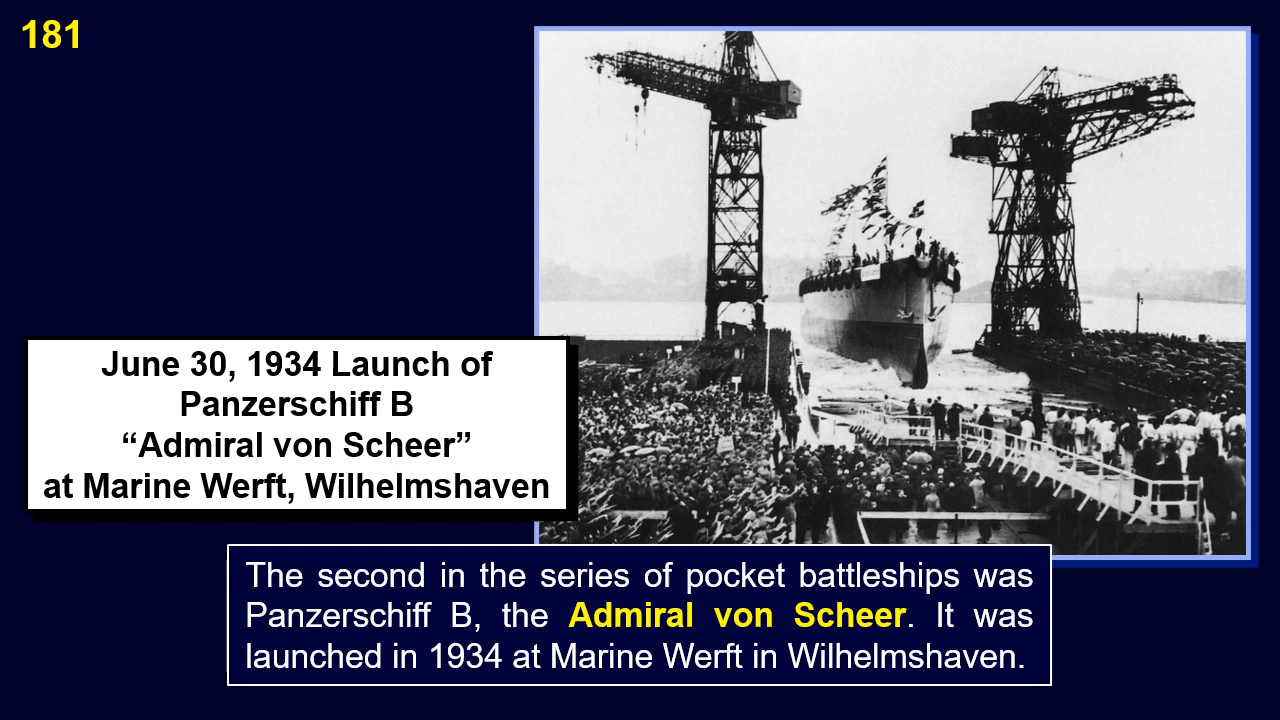 181
June 30, 1934 Launch of
Panzerschiff B
“Admiral von Scheer”
at Marine Werft, Wilhelmshaven
The second in the series of pocket battleships was
Panzerschiff B, the Admiral von Scheer. It was
launched in 1934 at Marine Werft in Wilhelmshaven.